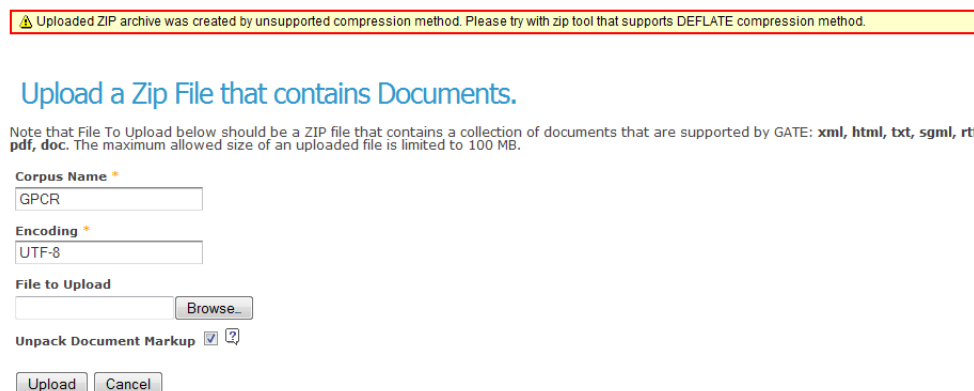 Uploaded ZIP archive was created by unsupported compression method. Please try with zip tool that supports DEFLATE compression method.
Upload a Zip File that contains Documents.
Note that File To Upload below should be a ZIP file that contains a collection of documents that are supported by GATE: xml, html, txt, sgml,
pdf, doc. The maximum allowed size of an uploaded file is limited to 100 MB.
Corpus Name *
GPCR
Encoding *
UTF-8
File to Upload
Browse..
Unpack Document Markup ?
Upload Cancel